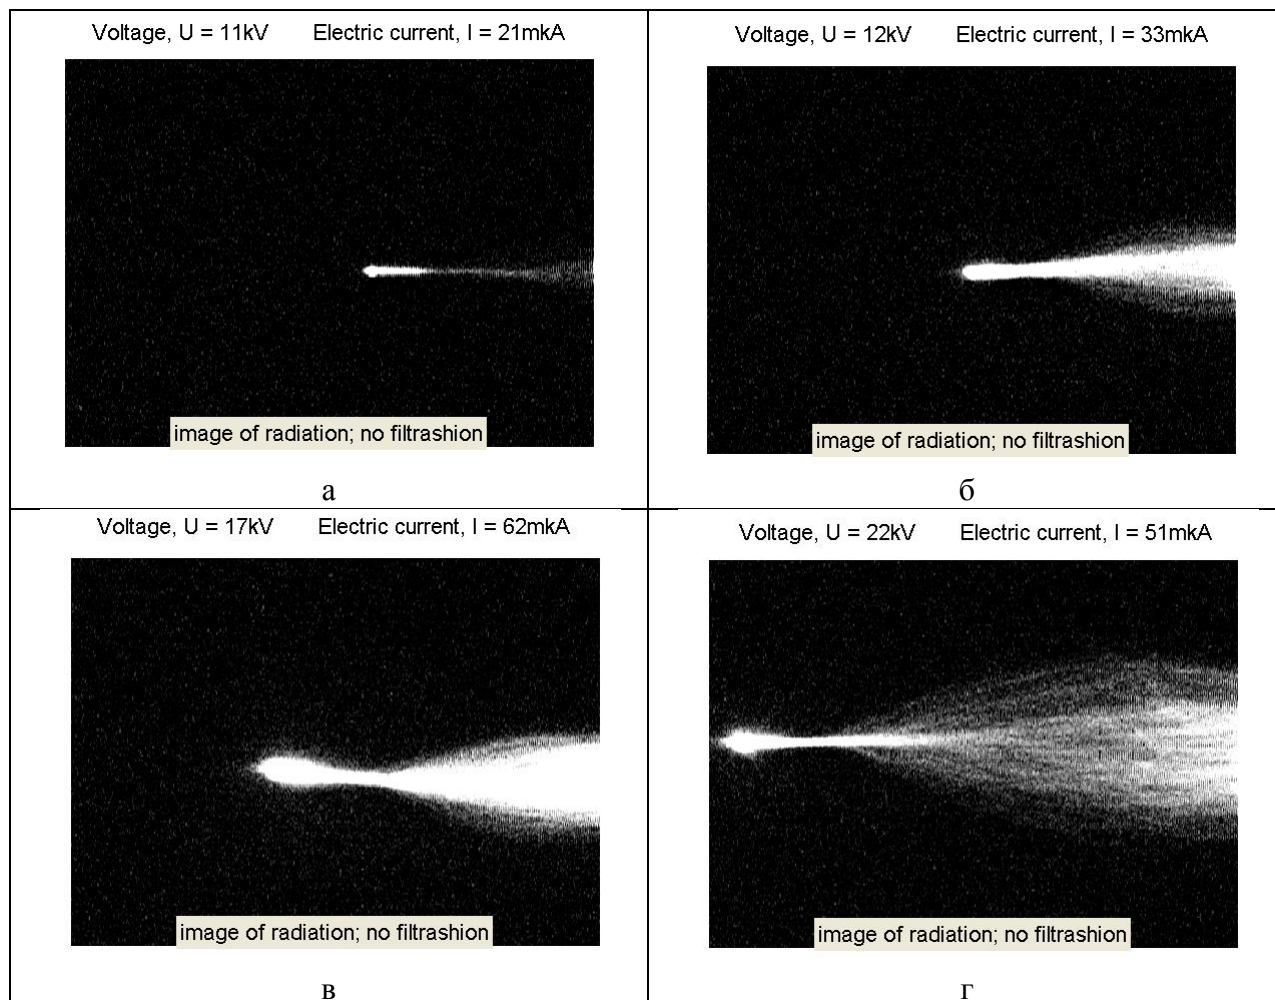 Voltage, U = 11kV Electric current, I = 21mkA
image of radiation; no filtrashion
а
Voltage, U = 12kV Electric current, I = 33mkA
image of radiation; no filtrashion
б
Voltage, U = 17kV Electric current, I = 62mkA
image of radiation; no filtrashion
в
Voltage, U = 22kV Electric current, I = 51mkA
image of radiation; no filtrashion
г